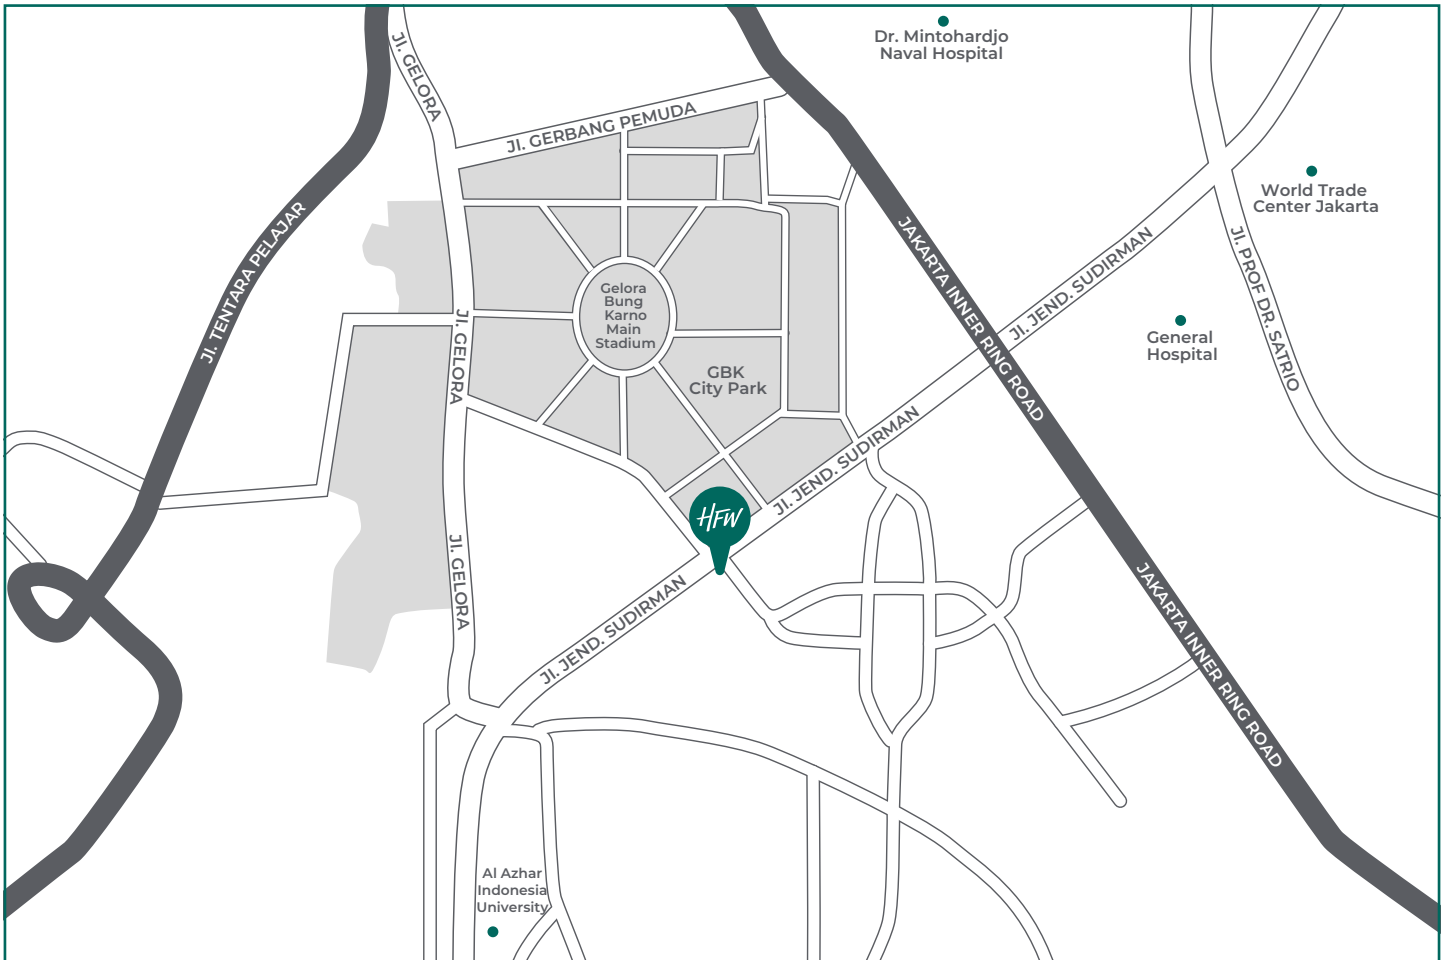 Dr. Mintohardjo
Naval Hospital
Jl. GELORA
Jl. GERBANG PEMUDA
World Trade
Center Jakarta
Jl. TENTARA PELAJAR
JAKARTA INNER RING ROAD
Jl. JEND. SUDIRMAN
Jl. PROF DR. SATRIO
Gelora
Bung
Karno
Main
Stadium
Jl. GELORA
General
Hospital
GBK
City Park
Jl. JEND. SUDIRMAN
HFW
Jl. GELORA
Jl. JEND. SUDIRMAN
JAKARTA INNER RING ROAD
Al Azhar
Indonesia
University